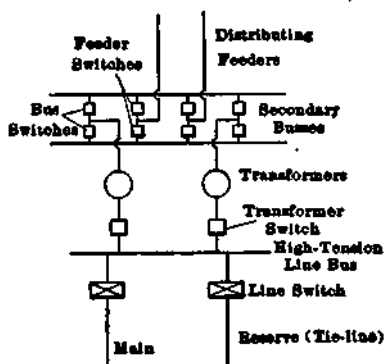 Distributing
Feeders
Feeder
Switches
Bus
Switches
Secondary
Busses
Transformers
Transformer
Switch
High-Tension
Line Bus
Line Switch
Main
Reserve (Tie-line)